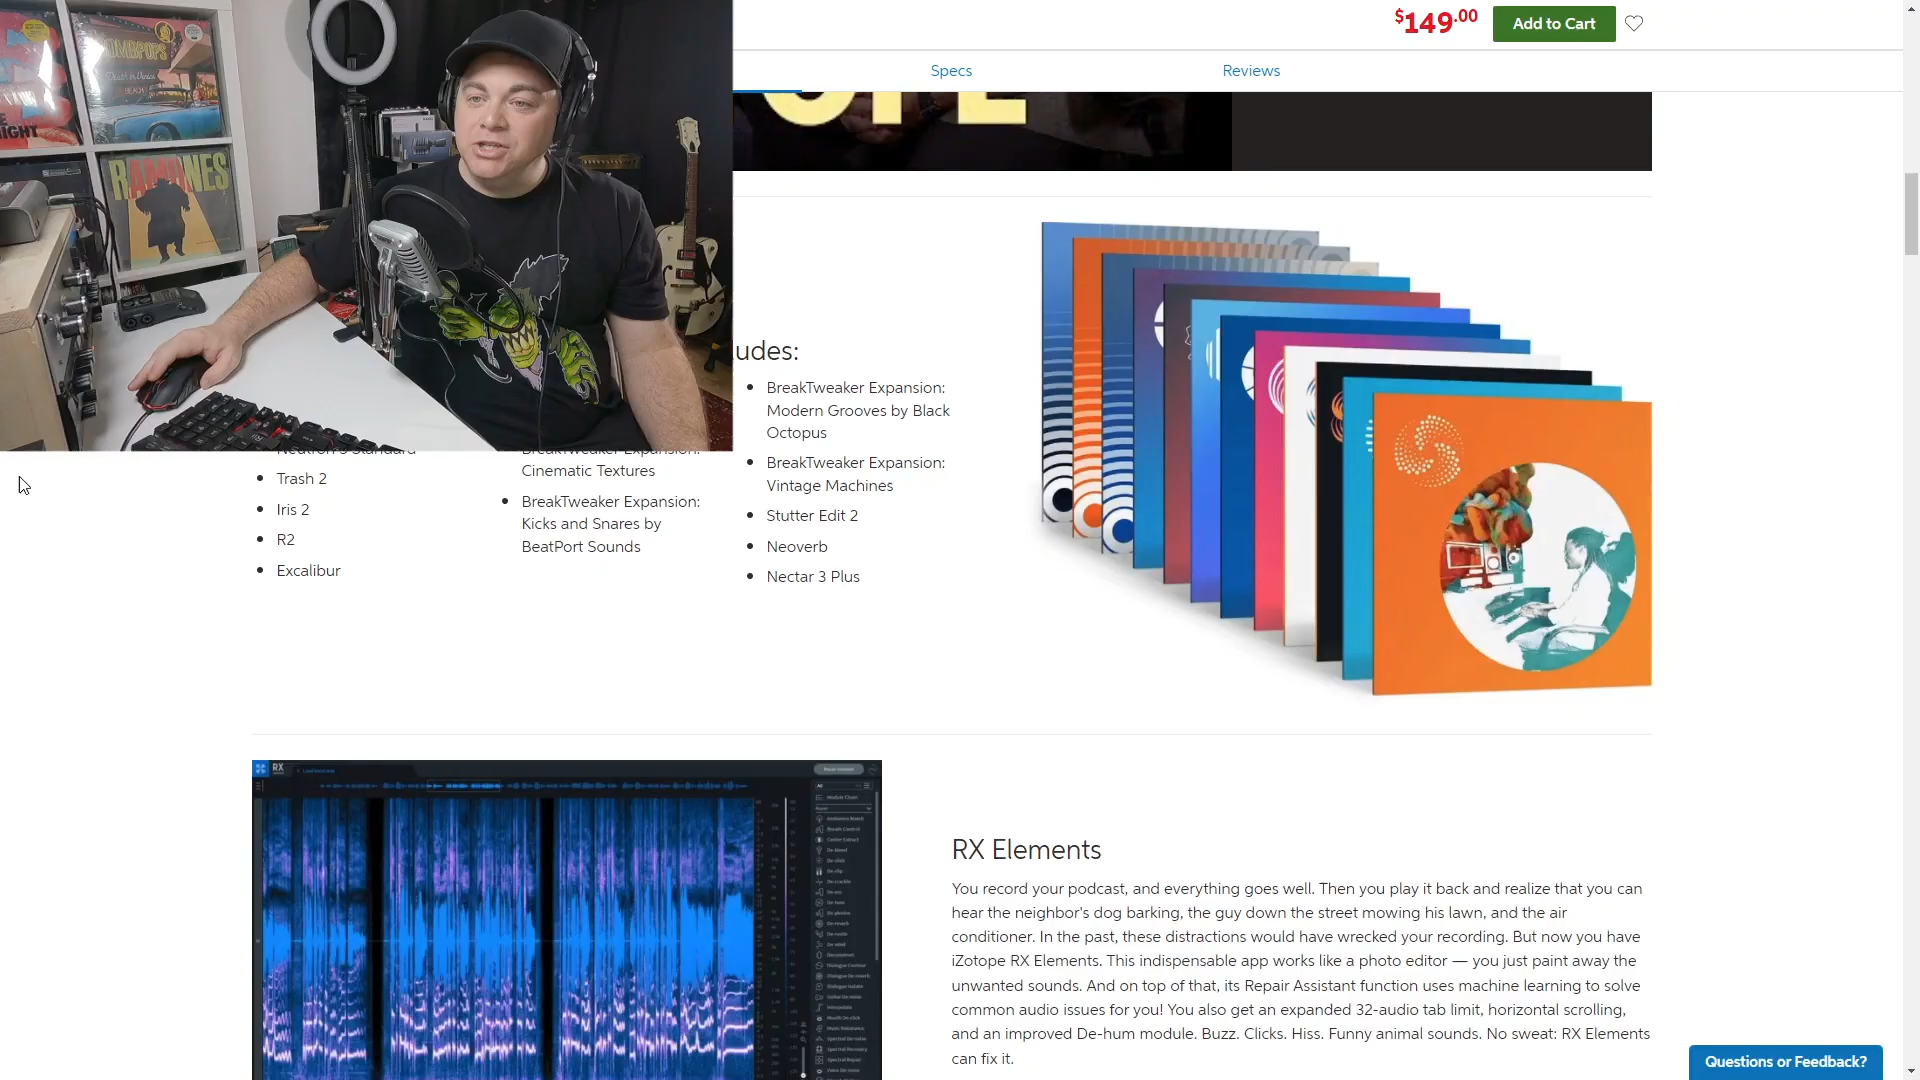 $149.00
Add to Cart
Specs
Reviews
RAMONES
udes:
Trash 2
Iris 2
R2
Excalibur
Cinematic Textures
BreakTweaker Expansion:
Kicks and Snares by
BeatPort Sounds
BreakTweaker Expansion:
Modern Grooves by Black
Octopus
BreakTweaker Expansion:
Vintage Machines
Stutter Edit 2
Neoverb
Nectar 3 Plus
RX
RX Elements
You record your podcast, and everything goes well. Then you play it back and realize that you can
hear the neighbor's dog barking, the guy down the street mowing his lawn, and the air
conditioner. In the past, these distractions would have wrecked your recording. But now you have
iZotope RX Elements. This indispensable app works like a photo editor — you just paint away the
unwanted sounds. And on top of that, its Repair Assistant function uses machine learning to solve
common audio issues for you! You also get an expanded 32-audio tab limit, horizontal scrolling,
and an improved De-hum module. Buzz. Clicks. Hiss. Funny animal sounds. No sweat: RX Elements
can fix it.
Questions or Feedback?